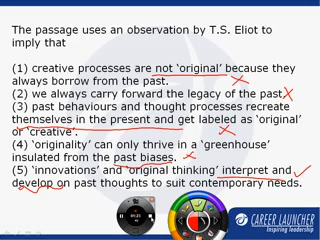 The passage uses an observation by T.S. Eliot to
imply that
(1) creative processes are not 'original' because they
always borrow from the past.
(2) we always carry forward the legacy of the past.
(3) past behaviours and thought processes recreate
themselves in the present and get labeled as 'original'
or 'creative'.
(4) 'originality' can only thrive in a 'greenhouse'
insulated from the past biases.
(5) 'innovations' and 'original thinking' interpret and
develop on past thoughts to suit contemporary needs.
CAREER LAUNCHER
Inspiring leadership